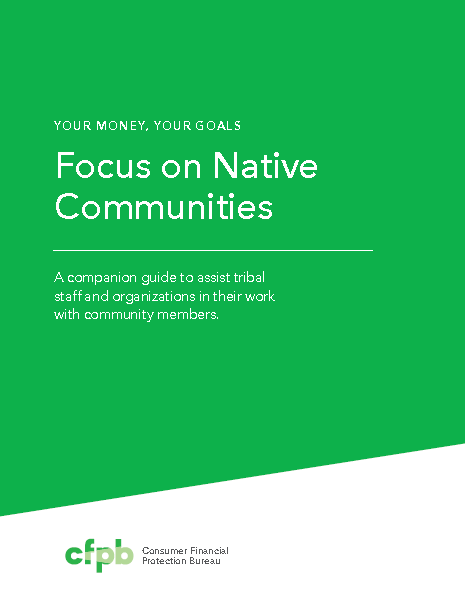 YOUR MONEY, YOUR GOALS
Focus on Native
Communities
A companion guide to assist tribal
staff and organizations in their work
with community members.
cfpb
Consumer Financial
Protection Bureau